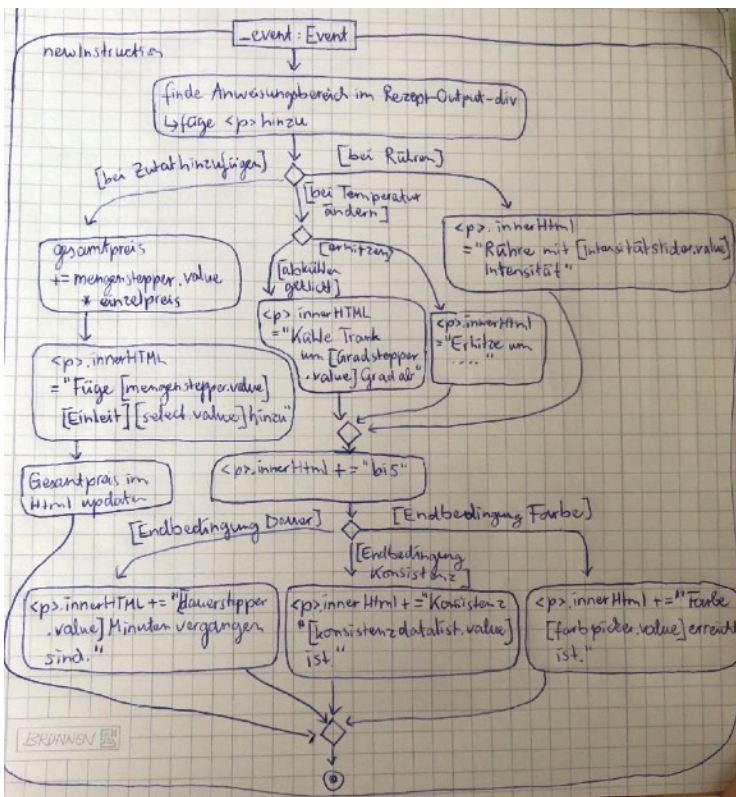 _event: Event
newInstruction
finde Anweisungsbereich im Rezept-Output-div
↳ füge <p> hinzu
[bei Zutat hinzufügen]
[bei Rühren]
[bei Temperatur
ändern]
gesamtpreis
+= mengenstepper.value
* einzelpreis
[abkühlen
geklickt]
[erhitzen]
<p>.innerHtml
="Rühre mit [Intensitätslider.value]
Intensität"
<p>.innerHTML
="Kühle Trank
um [Gradstepper
.value] Grad ab"
<p>.innerHtml
="Erhitze um
...."
<p>.innerHTML
="Füge [mengenstepper.value]
[Einheit] [select.value] hinzu"
Gesamtpreis im
Html updaten
<p>.innerHtml += "bis"
[Endbedingung Dauer]
[Endbedingung Farbe]
[Endbedingung
Konsistenz]
<p>.innerHTML += "[dauerstepper
.value] Minuten vergangen
sind."
<p>.innerHtml += "Konsistenz
"[konsistenzdatalist.value]
ist."
<p>.innerHtml += "Farbe
[farbpicker.value] erreicht
ist."
BRUNNEN